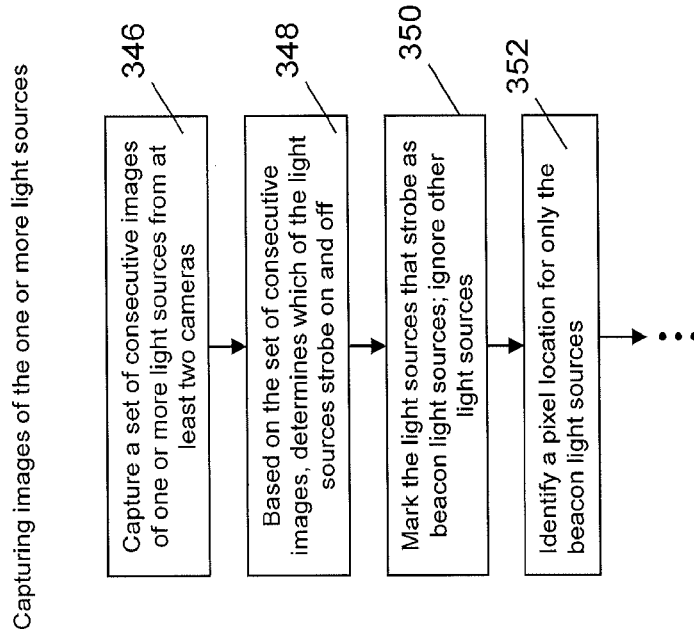 Capturing images of the one or more light sources
Capture a set of consecutive images
of one or more light sources from at
least two cameras
346
Based on the set of consecutive
images, determines which of the light
sources strobe on and off
348
Mark the light sources that strobe as
beacon light sources; ignore other
light sources
350
Identify a pixel location for only the
beacon light sources
352